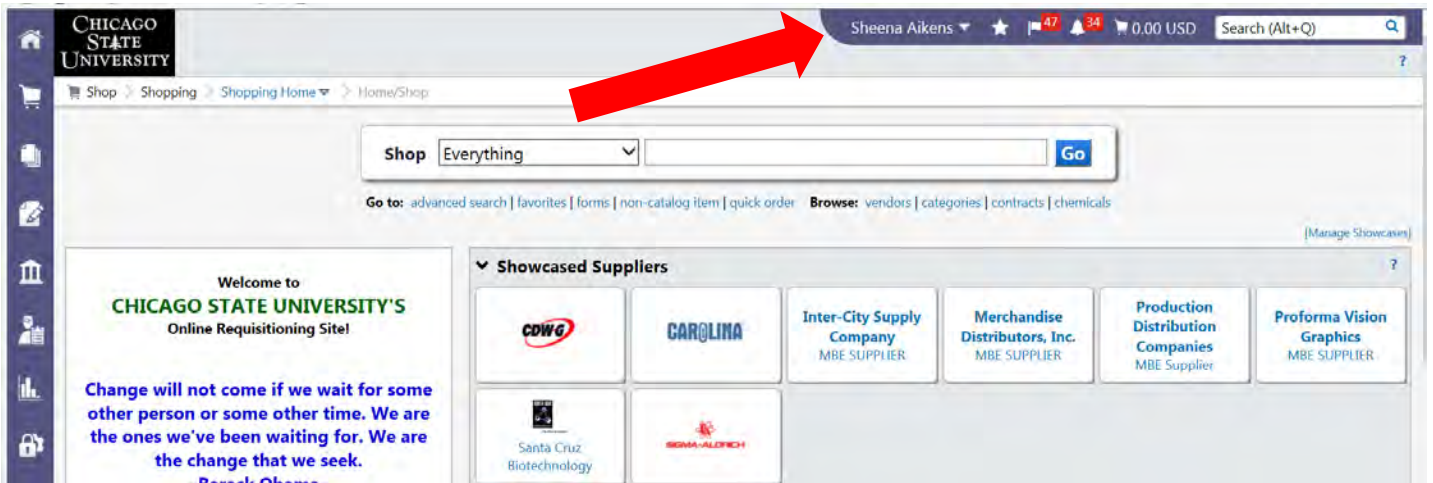 CHICAGO
STATE
UNIVERSITY
Sheena Aikens
47
34
0.00 USD
Search (Alt+Q)
?
Shop > Shopping > Shopping Home > Home/Shop
Shop
Everything
Go
Go to: advanced search | favorites | forms | non-catalog item | quick order Browse: vendors | categories | contracts | chemicals
[Manage Showcases]
Welcome to
CHICAGO STATE UNIVERSITY'S
Online Requisitioning Site!
Change will not come if we wait for some
other person or some other time. We are
the ones we've been waiting for. We are
the change that we seek.
Barack Obama
Showcased Suppliers
?
CDWG
CAROLINA
Inter-City Supply
Company
MBE SUPPLIER
Merchandise
Distributors, Inc.
MBE SUPPLIER
Production
Distribution
Companies
MBE Supplier
Proforma Vision
Graphics
MBE SUPPLIER
Santa Cruz
Biotechnology
SIGMA-ALDRICH